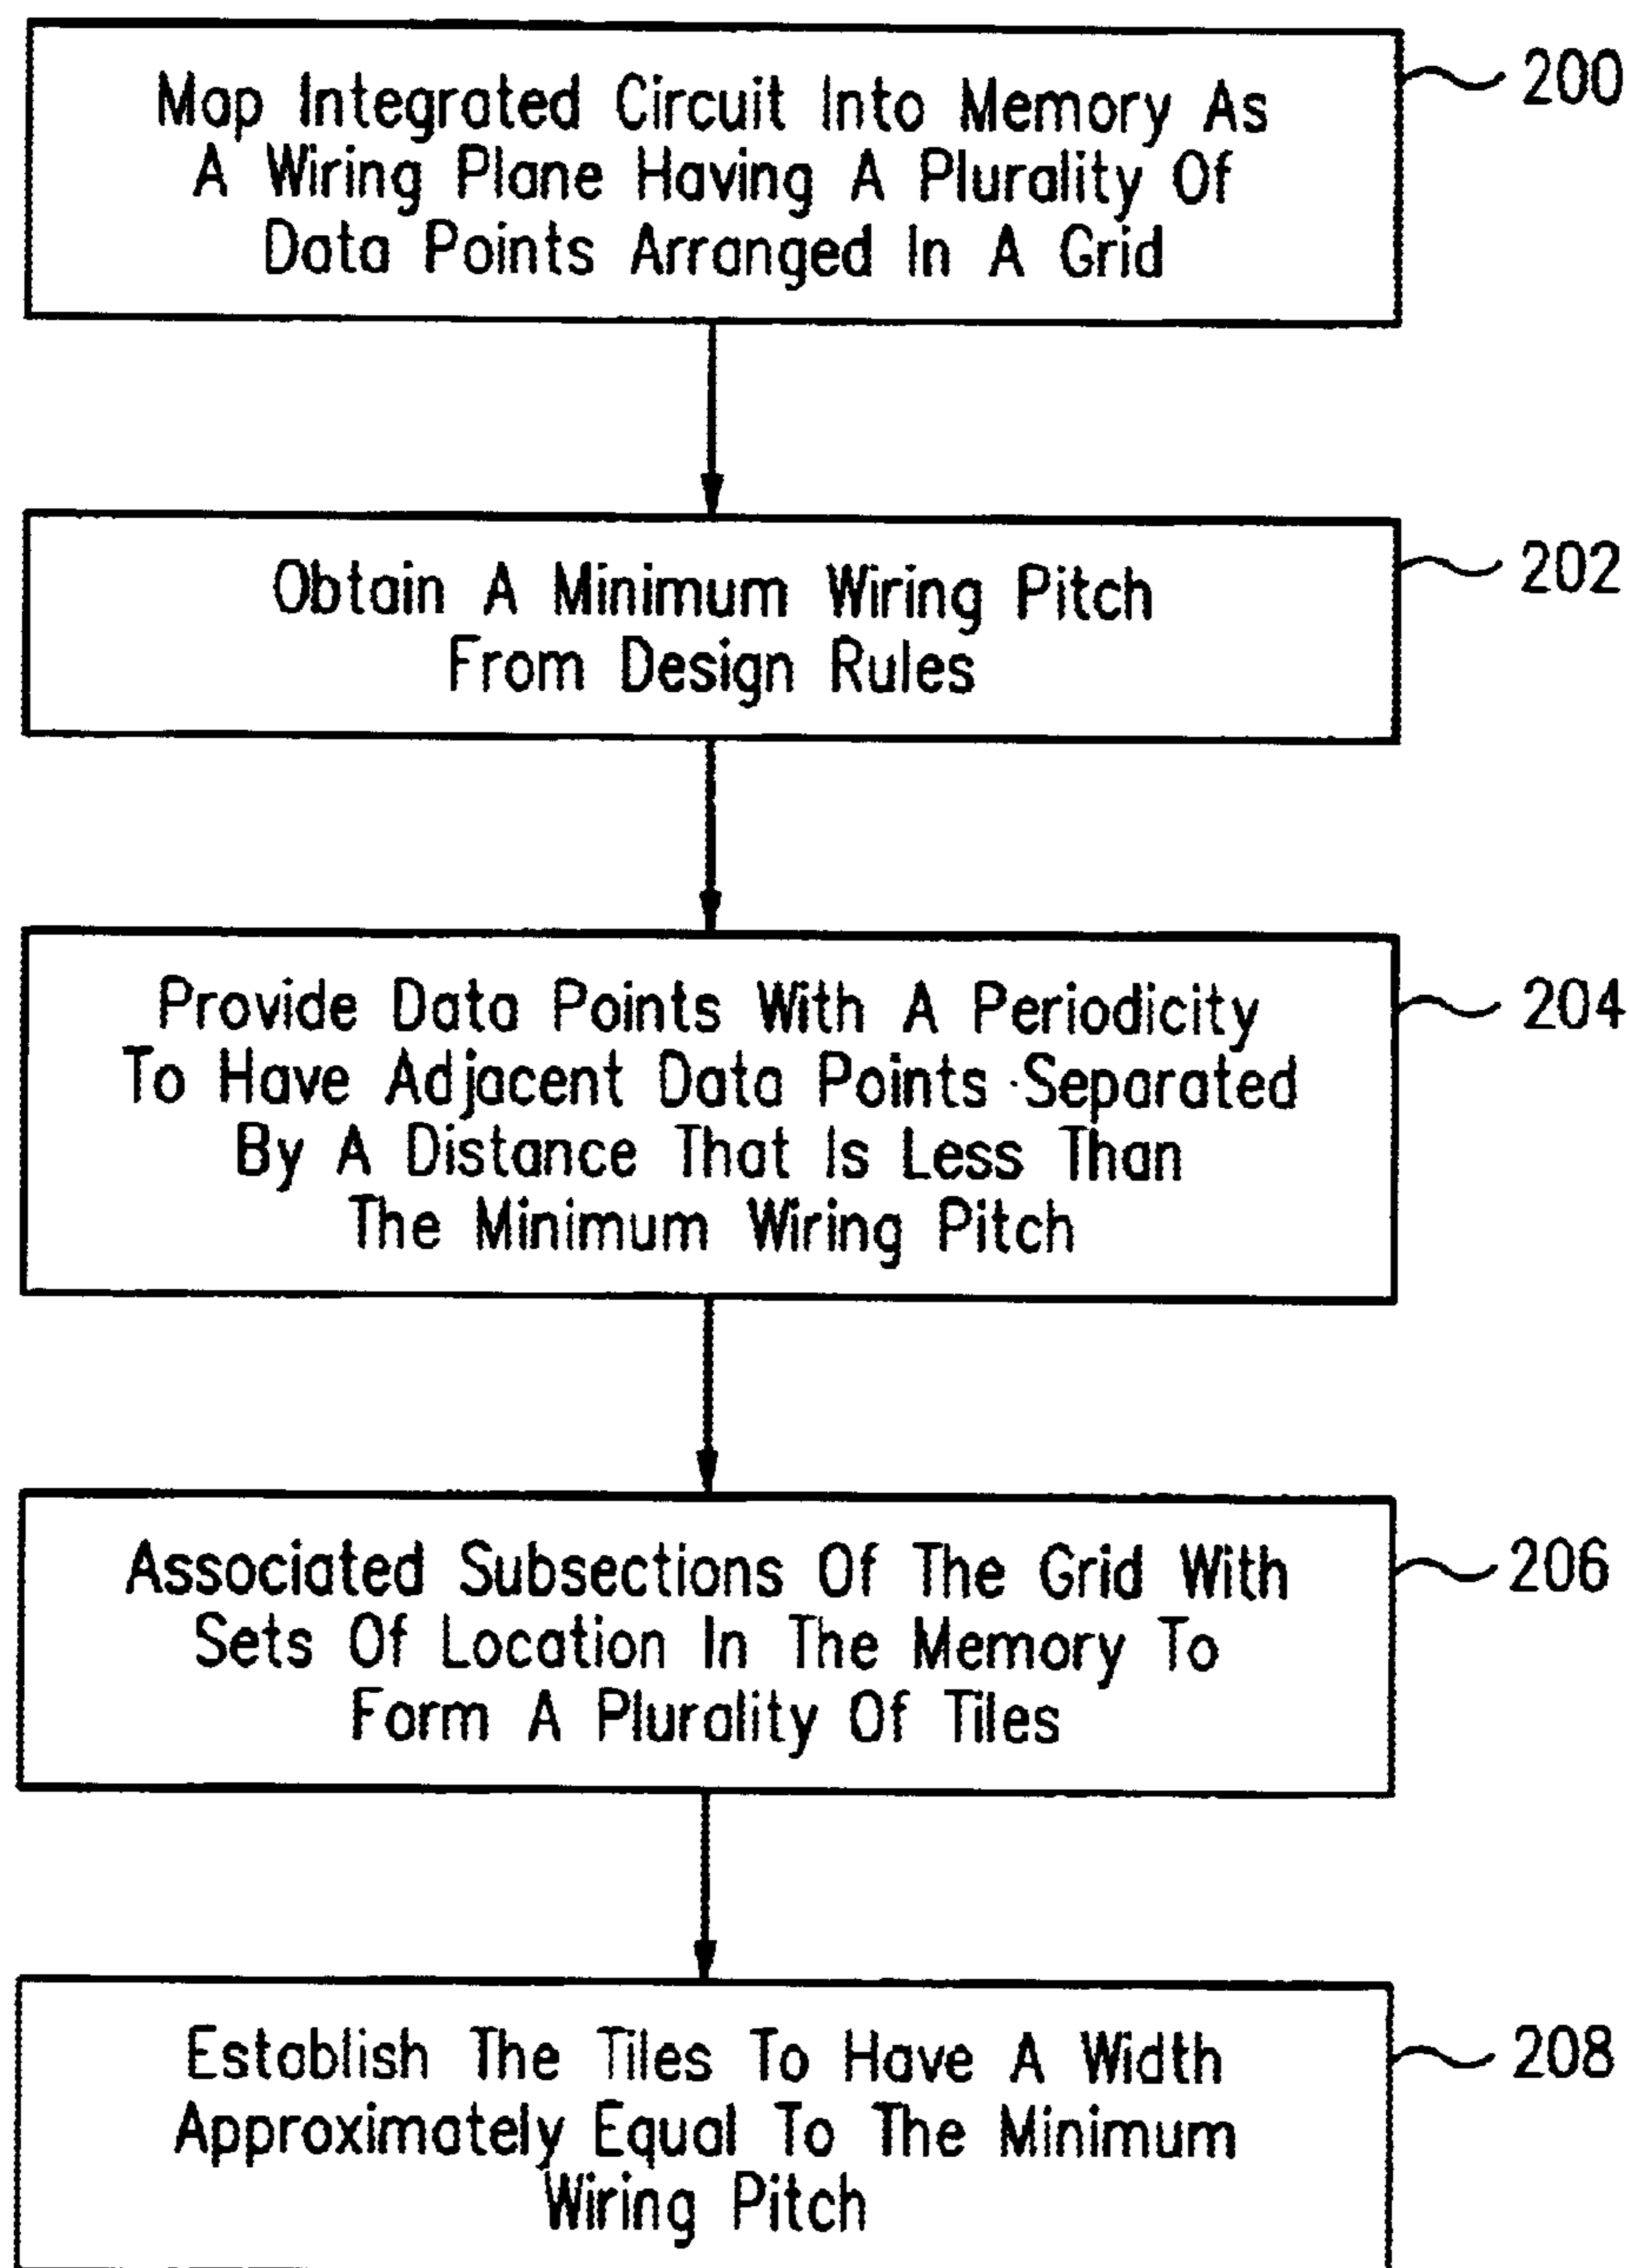 Map Integrated Circuit Into Memory As
A Wiring Plane Having A Plurality Of
Data Points Arranged In A Grid
200
Obtain A Minimum Wiring Pitch
From Design Rules
202
Provide Data Points With A Periodicity
To Have Adjacent Data Points Separated
By A Distance That Is Less Than
The Minimum Wiring Pitch
204
Associated Subsections Of The Grid With
Sets Of Location In The Memory To
Form A Plurality Of Tiles
206
Establish The Tiles To Have A Width
Approximately Equal To The Minimum
Wiring Pitch
208